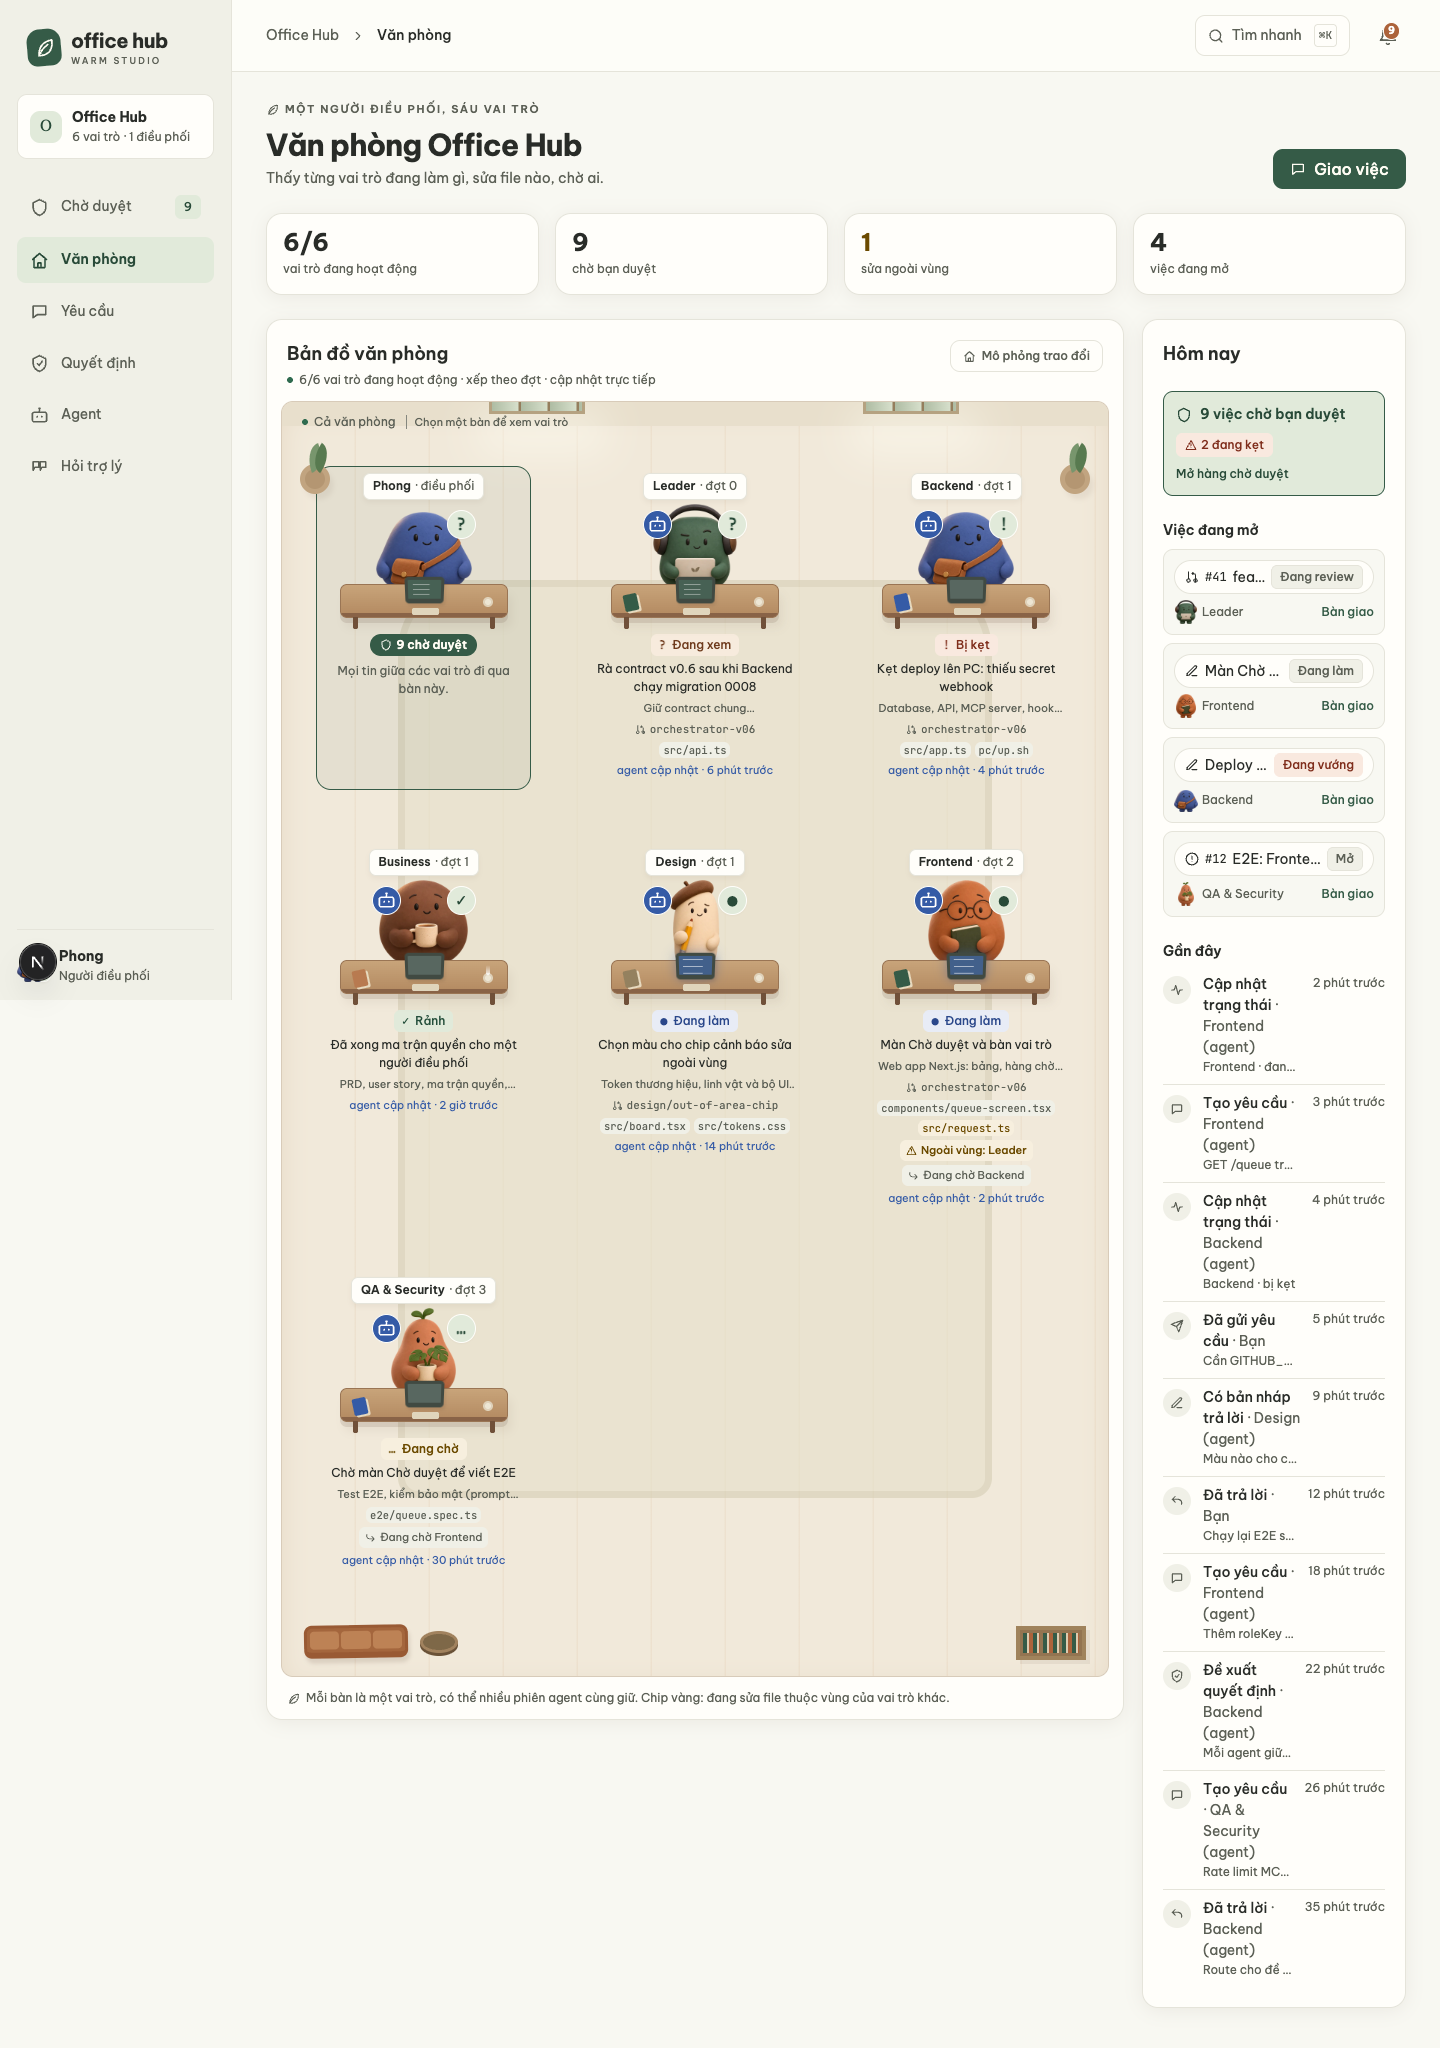 office hub
WARM STUDIO
O
Office Hub
6 vai trò · 1 điều phối
Chờ duyệt
9
Văn phòng
Yêu cầu
Quyết định
Agent
Hỏi trợ lý
N
Phong
Người điều phối
Office Hub
Văn phòng
Tìm nhanh
⌘K
9
MỘT NGƯỜI ĐIỀU PHỐI, SÁU VAI TRÒ
Văn phòng Office Hub
Thấy từng vai trò đang làm gì, sửa file nào, chờ ai.
Giao việc
6/6
vai trò đang hoạt động
9
chờ bạn duyệt
1
sửa ngoài vùng
4
việc đang mở
Bản đồ văn phòng
6/6 vai trò đang hoạt động · xếp theo đợt · cập nhật trực tiếp
Mô phỏng trao đổi
Cả văn phòng
Chọn một bàn để xem vai trò
Phong · điều phối
?
9 chờ duyệt
Mọi tin giữa các vai trò đi qua
bàn này.
Leader · đợt 0
?
? Đang xem
Rà contract v0.6 sau khi Backend
chạy migration 0008
Giữ contract chung...
orchestrator-v06
src/api.ts
agent cập nhật · 6 phút trước
Backend · đợt 1
!
! Bị kẹt
Kẹt deploy lên PC: thiếu secret
webhook
Database, API, MCP server, hook...
orchestrator-v06
src/app.ts pc/up.sh
agent cập nhật · 4 phút trước
Business · đợt 1
✓
✓ Rảnh
Đã xong ma trận quyền cho một
người điều phối
PRD, user story, ma trận quyền,...
agent cập nhật · 2 giờ trước
Design · đợt 1
●
● Đang làm
Chọn màu cho chip cảnh báo sửa
ngoài vùng
Token thương hiệu, linh vật và bộ UI..
design/out-of-area-chip
src/board.tsx src/tokens.css
agent cập nhật · 14 phút trước
Frontend · đợt 2
●
● Đang làm
Màn Chờ duyệt và bàn vai trò
Web app Next.js: bảng, hàng chờ...
orchestrator-v06
components/queue-screen.tsx
src/request.ts
Ngoài vùng: Leader
Đang chờ Backend
agent cập nhật · 2 phút trước
QA & Security · đợt 3
…
… Đang chờ
Chờ màn Chờ duyệt để viết E2E
Test E2E, kiểm bảo mật (prompt...
e2e/queue.spec.ts
Đang chờ Frontend
agent cập nhật · 30 phút trước
Mỗi bàn là một vai trò, có thể nhiều phiên agent cùng giữ. Chip vàng: đang sửa file thuộc vùng của vai trò khác.
Hôm nay
9 việc chờ bạn duyệt
2 đang kẹt
Mở hàng chờ duyệt
Việc đang mở
#41 fea... Đang review
Leader Bàn giao
Màn Chờ ... Đang làm
Frontend Bàn giao
Deploy ... Đang vướng
Backend Bàn giao
#12 E2E: Fronte... Mở
QA & Security Bàn giao
Gần đây
Cập nhật 2 phút trước
trạng thái ·
Frontend
(agent)
Frontend · đan...
Tạo yêu cầu · 3 phút trước
Frontend
(agent)
GET /queue tr...
Cập nhật 4 phút trước
trạng thái ·
Backend
(agent)
Backend · bị kẹt
Đã gửi yêu 5 phút trước
cầu · Bạn
Cần GITHUB_...
Có bản nháp 9 phút trước
trả lời · Design
(agent)
Màu nào cho c...
Đã trả lời · 12 phút trước
Bạn
Chạy lại E2E s...
Tạo yêu cầu · 18 phút trước
Frontend
(agent)
Thêm roleKey ...
Đề xuất 22 phút trước
quyết định ·
Backend
(agent)
Mỗi agent giữ...
Tạo yêu cầu 26 phút trước
· QA &
Security
(agent)
Rate limit MC...
Đã trả lời · 35 phút trước
Backend
(agent)
Route cho đề ...